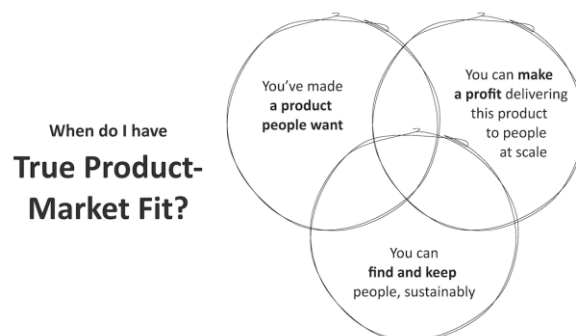 When do I have
True Product-
Market Fit?
You've made
a product
people want
You can make
a profit delivering
this product
to people
at scale
You can
find and keep
people, sustainably